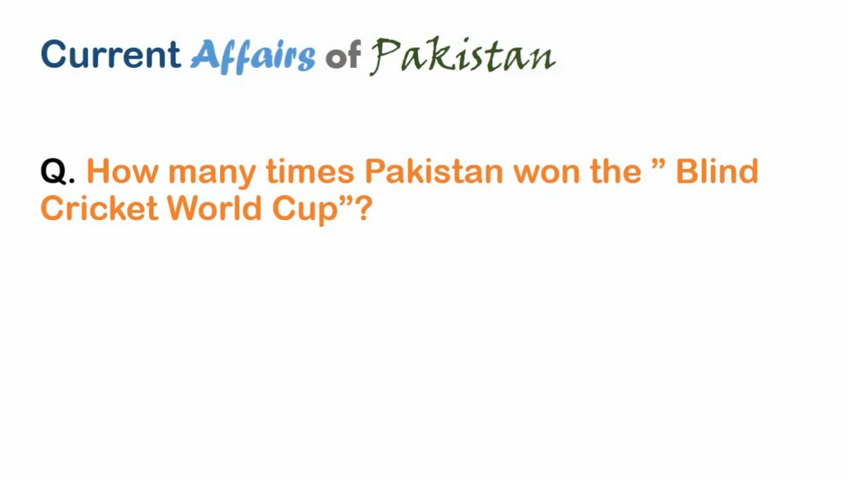 Current Affairs of Pakistan
Q. How many times Pakistan won the ” Blind
Cricket World Cup”?